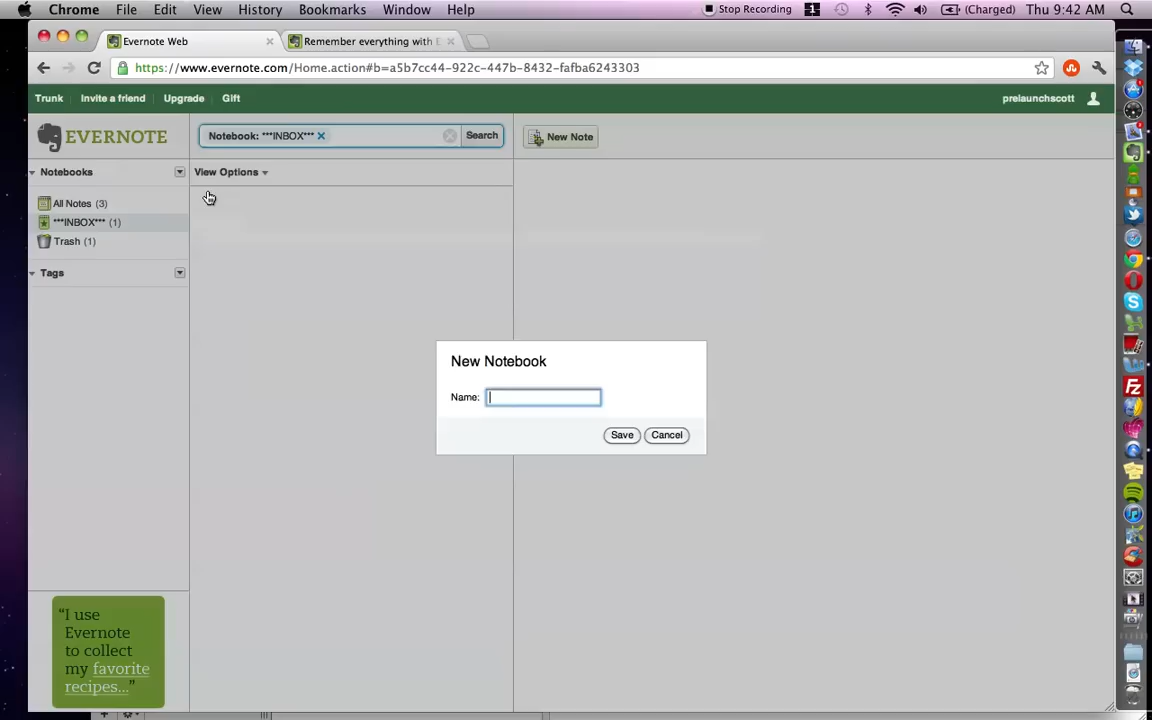 Chrome File Edit View History Bookmarks Window Help Stop Recording 1 (Charged) Thu 9:42 AM
Evernote Web Remember everything with E
https://www.evernote.com/Home.action#b=a5b7cc44-922c-447b-8432-fafba6243303
Trunk Invite a friend Upgrade Gift prelaunchscott
EVERNOTE Notebook: ***INBOX*** Search New Note
Notebooks View Options
All Notes (3)
***INBOX*** (1)
Trash (1)
Tags
New Notebook
Name:
Save Cancel
“I use
Evernote
to collect
my favorite
recipes...”